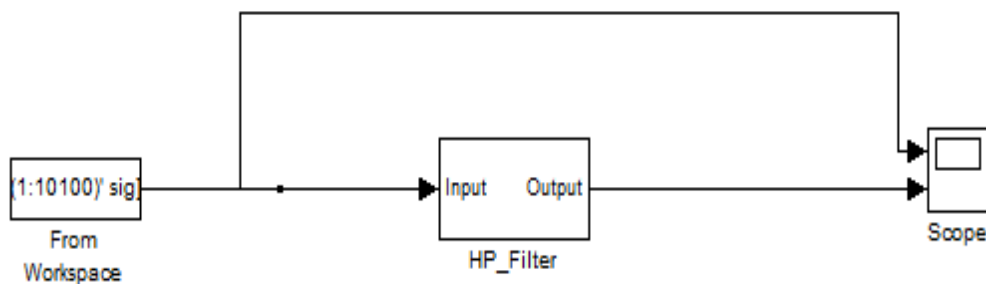 (1:10100)' sig]
From
Workspace
Input
Output
HP_Filter
Scope